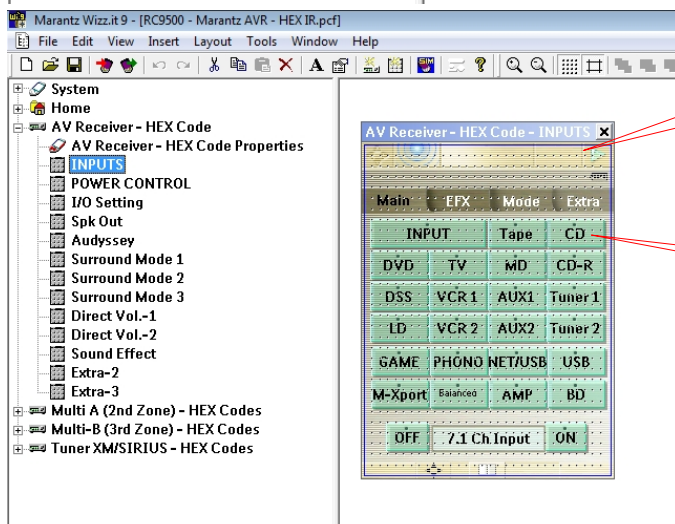 Marantz Wizz.it 9 - [RC9500 - Marantz AVR - HEX IR.pcf]
File Edit View Insert Layout Tools Window Help
System
Home
AV Receiver - HEX Code
AV Receiver - HEX Code Properties
INPUTS
POWER CONTROL
I/O Setting
Spk Out
Audyssey
Surround Mode 1
Surround Mode 2
Surround Mode 3
Direct Vol.-1
Direct Vol.-2
Sound Effect
Extra-2
Extra-3
Multi A (2nd Zone) - HEX Codes
Multi-B (3rd Zone) - HEX Codes
Tuner XM/SIRIUS - HEX Codes
AV Receiver - HEX Code - INPUTS
Main EFX Mode Extra
INPUT Tape CD
DVD TV MD CD-R
DSS VCR 1 AUX1 Tuner 1
LD VCR 2 AUX2 Tuner 2
GAME PHONO NET/USB USB
M-Xport Balanced AMP BD
OFF 7.1 Ch Input ON